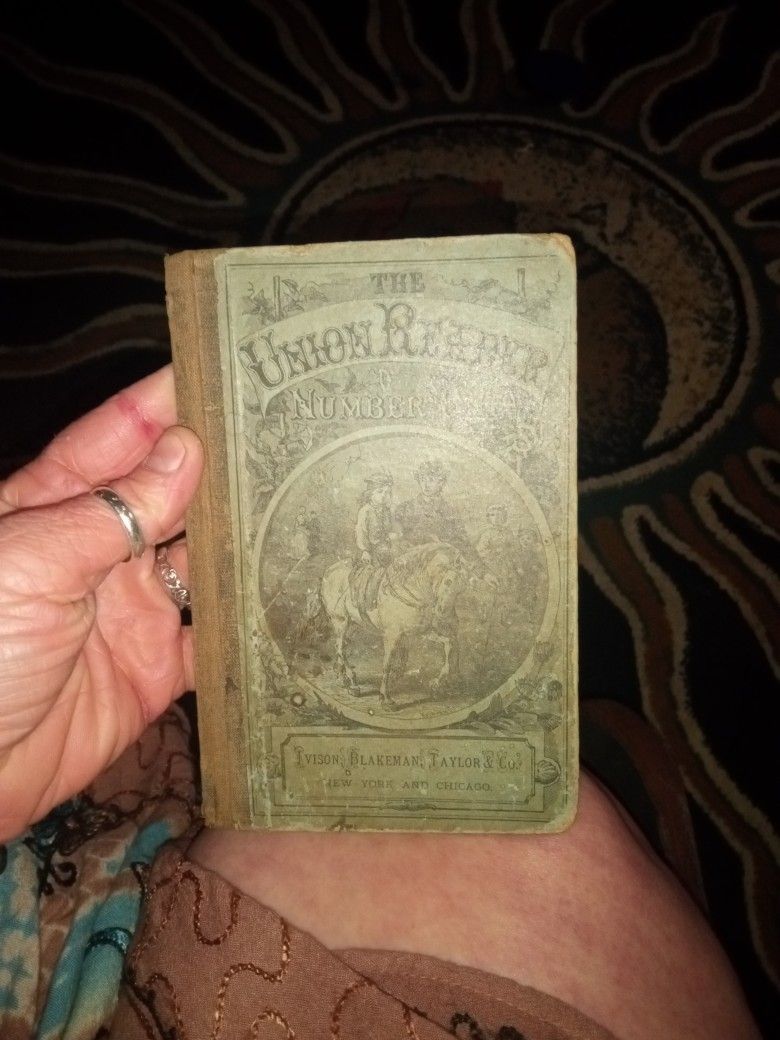 THE
UNION READER
NUMBER
IVISON, BLAKEMAN, TAYLOR & CO.
NEW YORK AND CHICAGO.